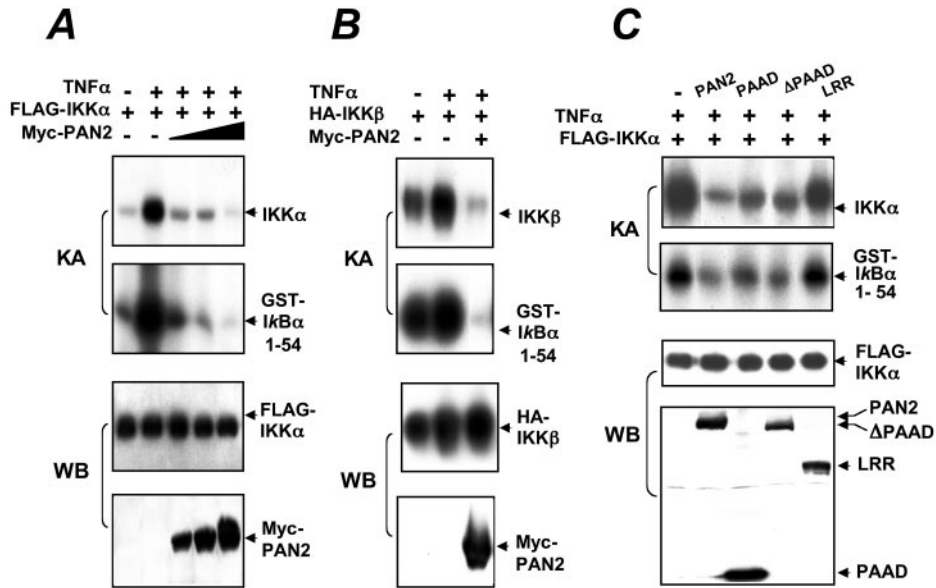 A
TNFα - + + + +
FLAG-IKKα + + + + +
Myc-PAN2 - -
KA
IKKα
GST-
IkBα
1-54
WB
FLAG-
IKKα
Myc-
PAN2
B
TNFα - + +
HA-IKKβ + + +
Myc-PAN2 - - +
KA
IKKβ
GST-
IkBα
1-54
WB
HA-
IKKβ
Myc-
PAN2
C
- PAN2 PAAD ΔPAAD LRR
TNFα + + + + +
FLAG-IKKα + + + + +
KA
IKKα
GST-
IkBα
1- 54
WB
FLAG-
IKKα
PAN2
ΔPAAD
LRR
PAAD